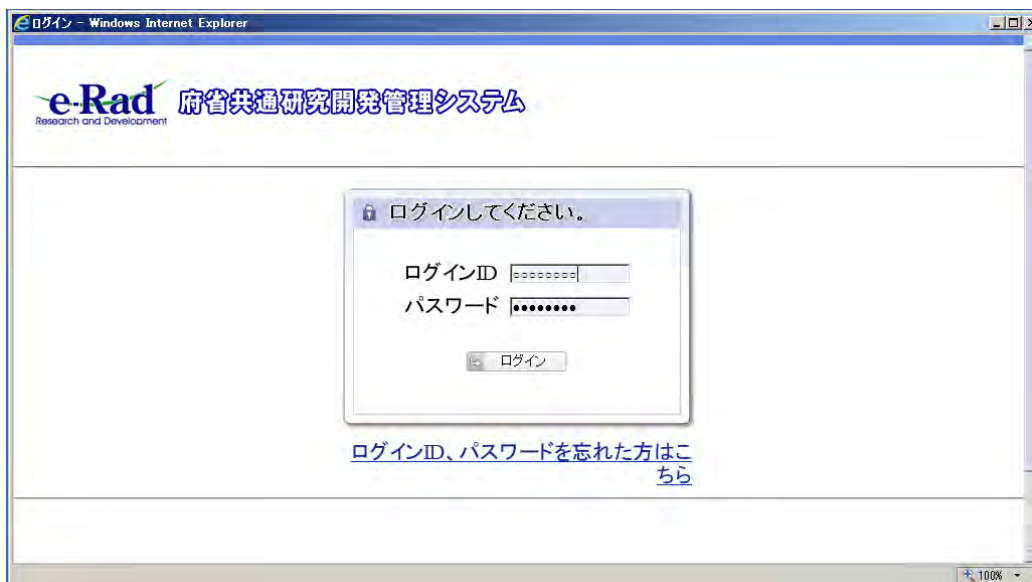 ログイン - Windows Internet Explorer
e-Rad 府省共通研究開発管理システム
Research and Development
ログインしてください。
ログインID
パスワード
ログイン
ログインID、パスワードを忘れた方はこ
ちら
100%